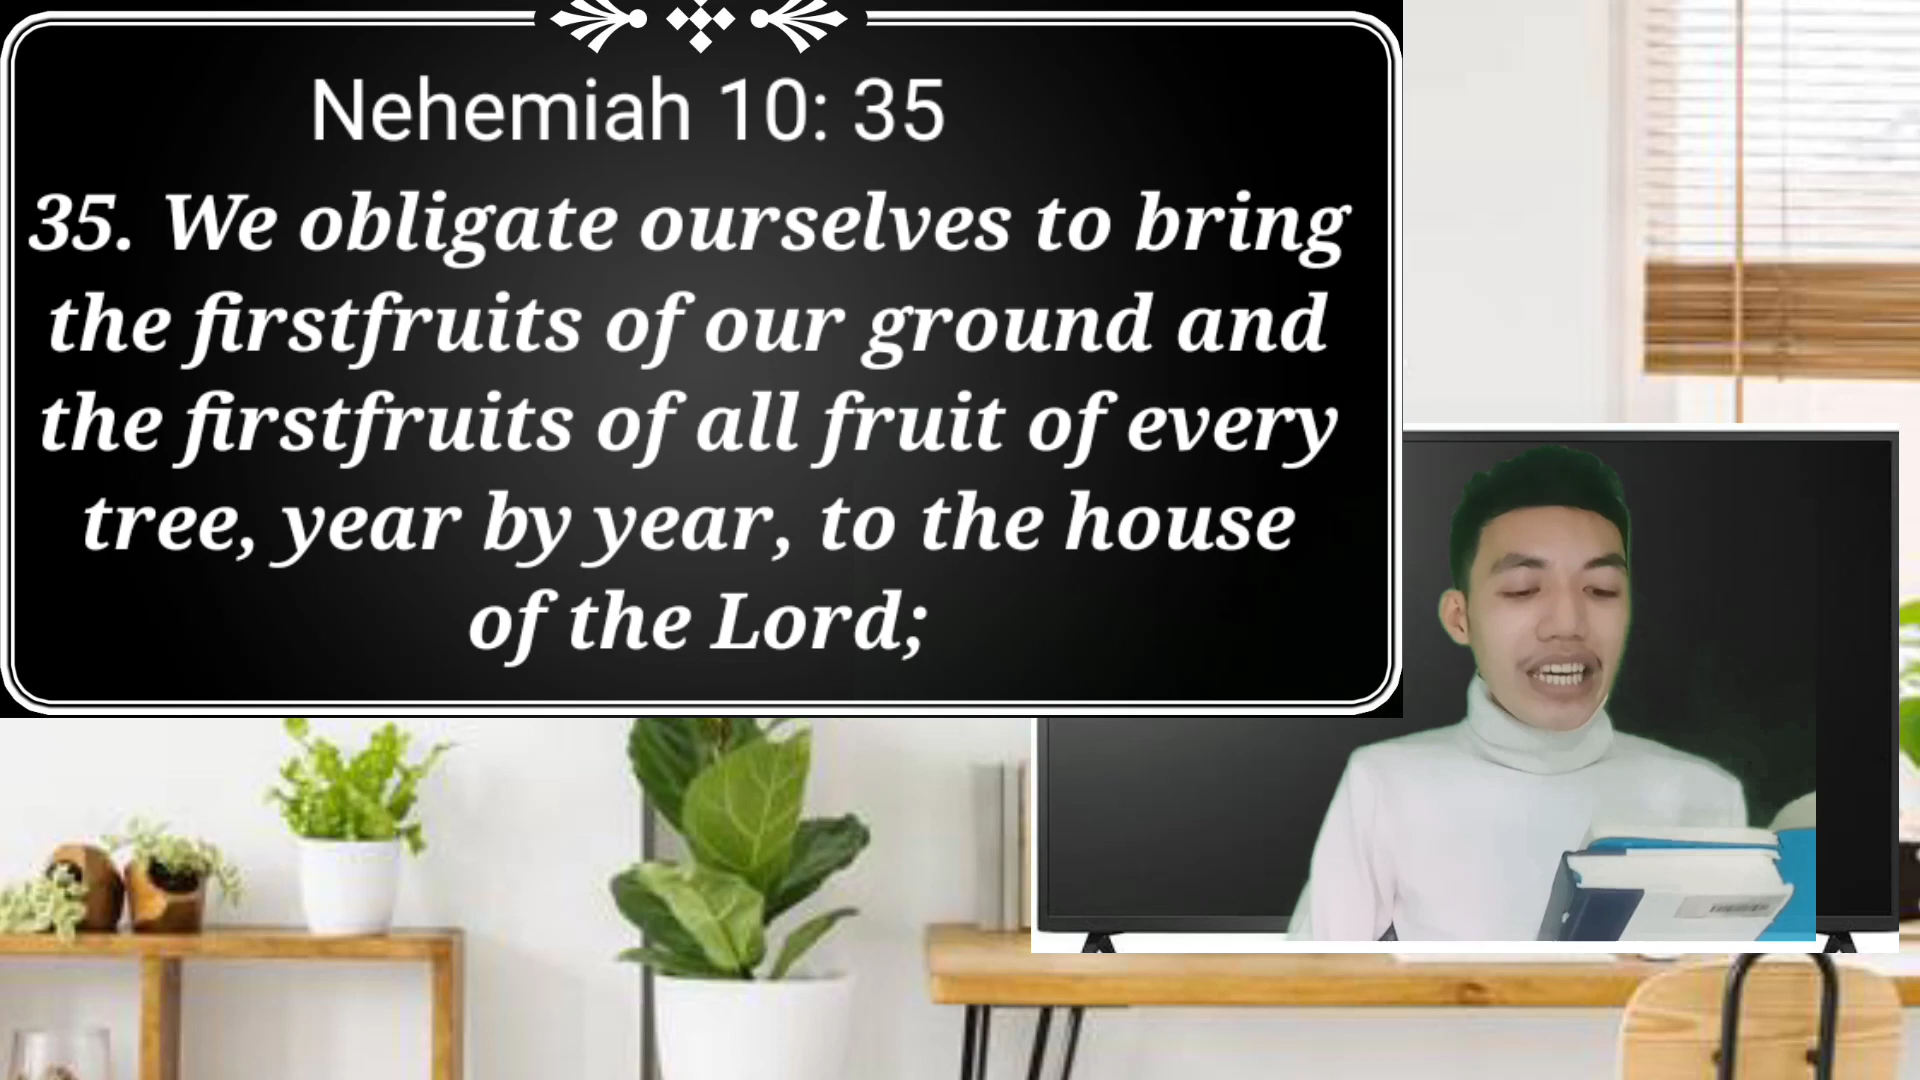 Nehemiah 10: 35
35. We obligate ourselves to bring
the firstfruits of our ground and
the firstfruits of all fruit of every
tree, year by year, to the house
of the Lord;